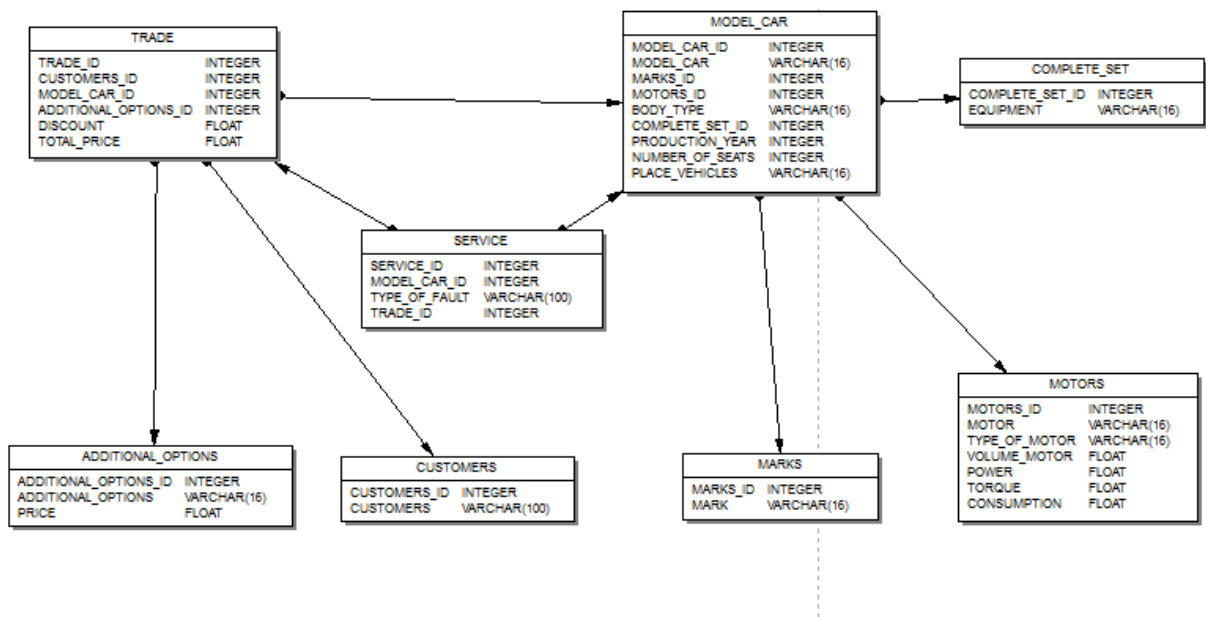 TRADE
TRADE_ID INTEGER
CUSTOMERS_ID INTEGER
MODEL_CAR_ID INTEGER
ADDITIONAL_OPTIONS_ID INTEGER
DISCOUNT FLOAT
TOTAL_PRICE FLOAT
MODEL_CAR
MODEL_CAR_ID INTEGER
MODEL_CAR VARCHAR(16)
MARKS_ID INTEGER
MOTORS_ID INTEGER
BODY_TYPE VARCHAR(16)
COMPLETE_SET_ID INTEGER
PRODUCTION_YEAR INTEGER
NUMBER_OF_SEATS INTEGER
PLACE_VEHICLES VARCHAR(16)
COMPLETE_SET
COMPLETE_SET_ID INTEGER
EQUIPMENT VARCHAR(16)
SERVICE
SERVICE_ID INTEGER
MODEL_CAR_ID INTEGER
TYPE_OF_FAULT VARCHAR(100)
TRADE_ID INTEGER
ADDITIONAL_OPTIONS
ADDITIONAL_OPTIONS_ID INTEGER
ADDITIONAL_OPTIONS VARCHAR(16)
PRICE FLOAT
CUSTOMERS
CUSTOMERS_ID INTEGER
CUSTOMERS VARCHAR(100)
MARKS
MARKS_ID INTEGER
MARK VARCHAR(16)
MOTORS
MOTORS_ID INTEGER
MOTOR VARCHAR(16)
TYPE_OF_MOTOR VARCHAR(16)
VOLUME_MOTOR FLOAT
POWER FLOAT
TORQUE FLOAT
CONSUMPTION FLOAT